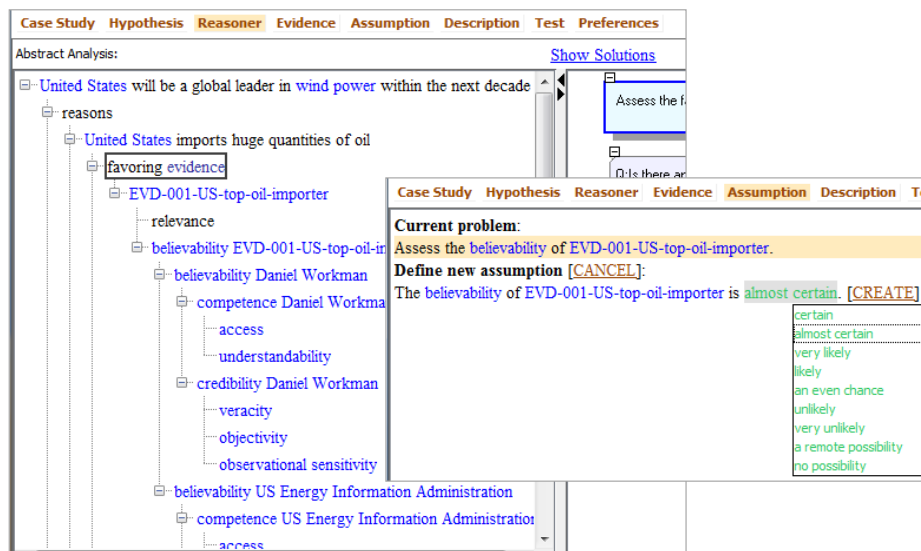 Case Study Hypothesis Reasoner Evidence Assumption Description Test Preferences
Abstract Analysis:
Show Solutions
United States will be a global leader in wind power within the next decade
reasons
United States imports huge quantities of oil
favoring evidence
EVD-001-US-top-oil-importer
relevance
believability EVD-001-US-top-oil-im
believability Daniel Workman
competence Daniel Workma
access
understandability
credibility Daniel Workman
veracity
objectivity
observational sensitivity
believability US Energy Information Administration
competence US Energy Information Administration
access
Assess the fa
Q:Is there an
Case Study Hypothesis Reasoner Evidence Assumption Description Te
Current problem:
Assess the believability of EVD-001-US-top-oil-importer.
Define new assumption [CANCEL]:
The believability of EVD-001-US-top-oil-importer is almost certain. [CREATE]
certain
almost certain
very likely
likely
an even chance
unlikely
very unlikely
a remote possibility
no possibility